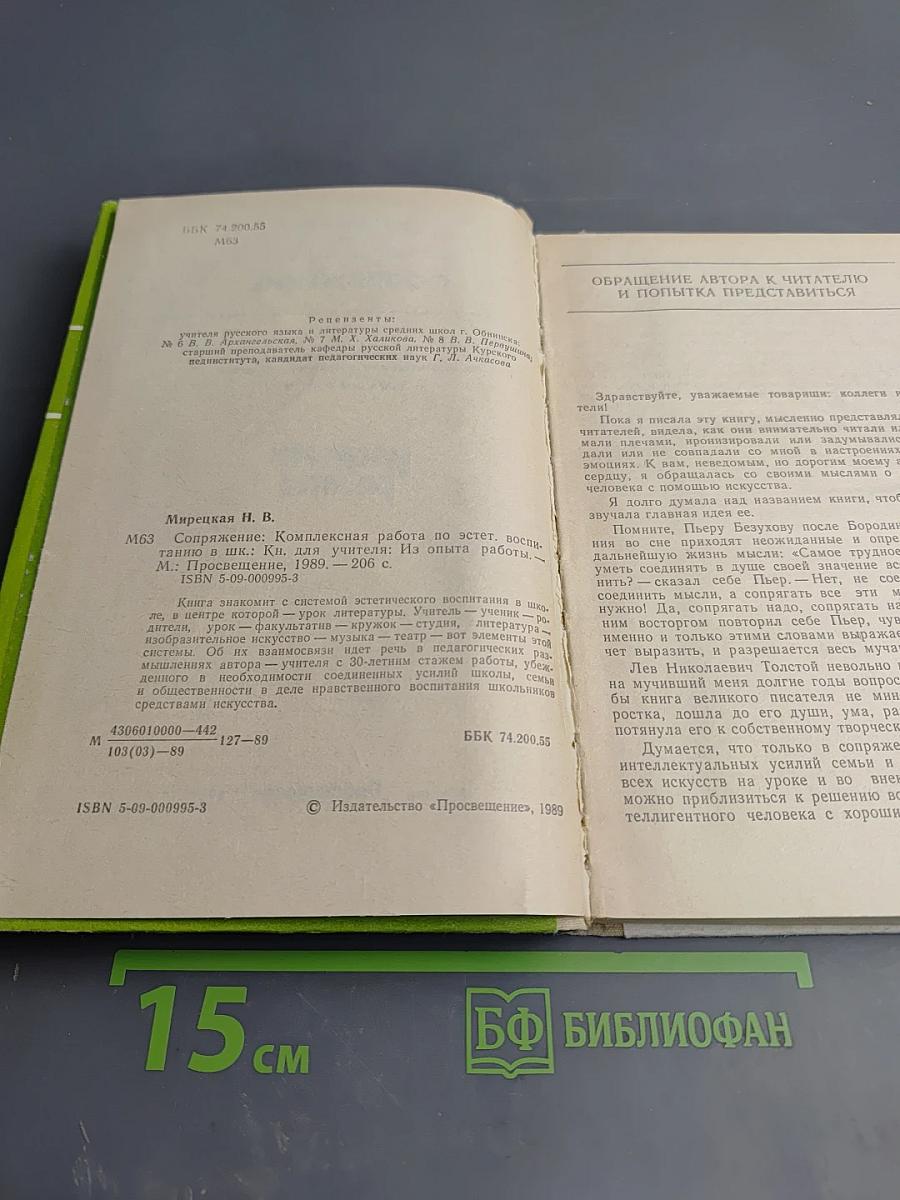 ББК 74.200.55
М63
Рецензенты:
учителя русского языка и литературы средних школ г. Обнинска:
№ 6 В. В. Архангельская, № 7 М. Х. Халикова, № 8 В. В. Первушина;
старший преподаватель кафедры русской литературы Курского
пединститута, кандидат педагогических наук Г. Л. Ачкасова
Мирецкая Н. В.
М63 Сопряжение: Комплексная работа по эстет. воспи-
танию в шк.: Кн. для учителя: Из опыта работы.—
М.: Просвещение, 1989. — 206 с.
ISBN 5-09-000995-3
Книга знакомит с системой эстетического воспитания в шко-
ле, в центре которой — урок литературы. Учитель — ученик — ро-
дители, урок — факультатив — кружок — студия, литература —
изобразительное искусство — музыка — театр — вот элементы этой
системы. Об их взаимосвязи идет речь в педагогических раз-
мышлениях автора — учителя с 30-летним стажем работы, убеж-
денного в необходимости соединенных усилий школы, семьи
и общественности в деле нравственного воспитания школьников
средствами искусства.
М 4306010000—442 127—89
103(03)—89
ББК 74.200.55
ISBN 5-09-000995-3
© Издательство «Просвещение», 1989
ОБРАЩЕНИЕ АВТОРА К ЧИТАТЕЛЮ
И ПОПЫТКА ПРЕДСТАВИТЬСЯ
Здравствуйте, уважаемые товарищи: коллеги и
тели!
Пока я писала эту книгу, мысленно представлял
читателей, видела, как они внимательно читали ил
мали плечами, иронизировали или задумывалис
дали или не совпадали со мной в настроениях
эмоциях. К вам, неведомым, но дорогим моему а
сердцу, я обращалась со своими мыслями о
человека с помощью искусства.
Я долго думала над названием книги, чтоб
звучала главная идея ее.
Помните, Пьеру Безухову после Бородин
ния во сне приходят неожиданные и опре
дальнейшую жизнь мысли: «Самое трудное
уметь соединять в душе своей значение вс
нить? — сказал себе Пьер. — Нет, не сое
соединить мысли, а сопрягать все эти м
нужно! Да, сопрягать надо, сопрягать на
ним восторгом повторил себе Пьер, чув
именно и только этими словами выражае
чет выразить, и разрешается весь муча
Лев Николаевич Толстой невольно п
на мучивший меня долгие годы вопрос
бы книга великого писателя не мин
ростка, дошла до его души, ума, ра
потянула его к собственному творческ
Думается, что только в сопряже
интеллектуальных усилий семьи и
всех искусств на уроке и во внек
можно приблизиться к решению во
теллигентного человека с хороши
15 см
БФ БИБЛИОФАН